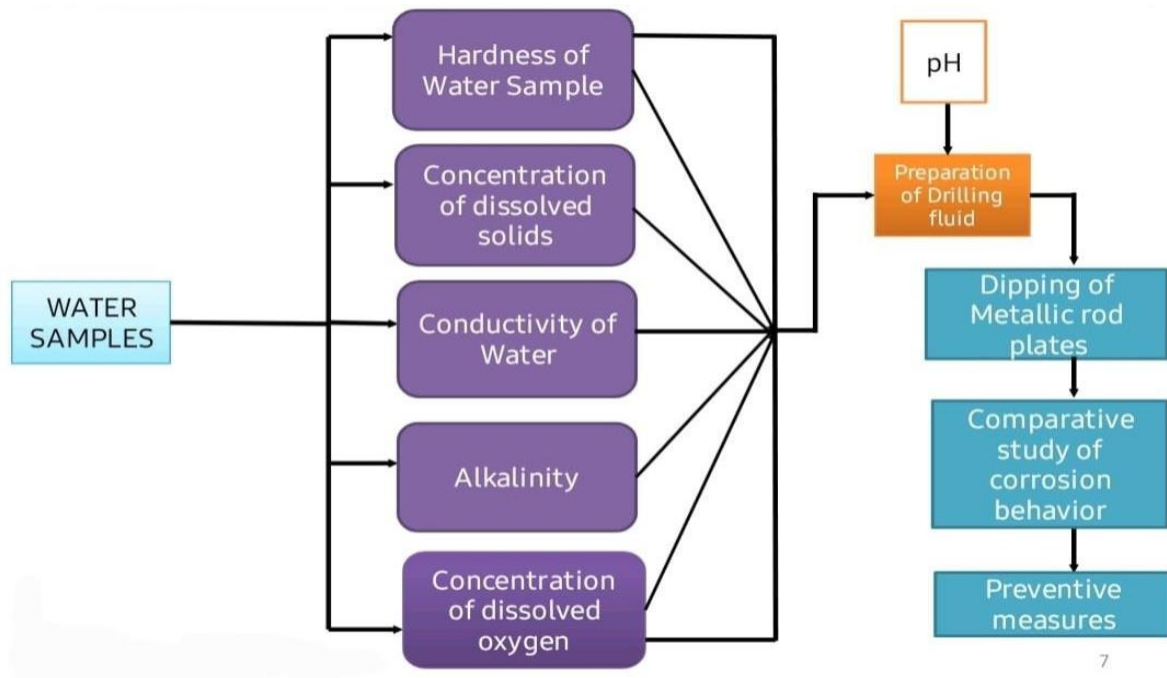 WATER
SAMPLES
Hardness of
Water Sample
Concentration
of dissolved
solids
Conductivity of
Water
Alkalinity
Concentration
of dissolved
oxygen
pH
Preparation
of Drilling
fluid
Dipping of
Metallic rod
plates
Comparative
study of
corrosion
behavior
Preventive
measures
7